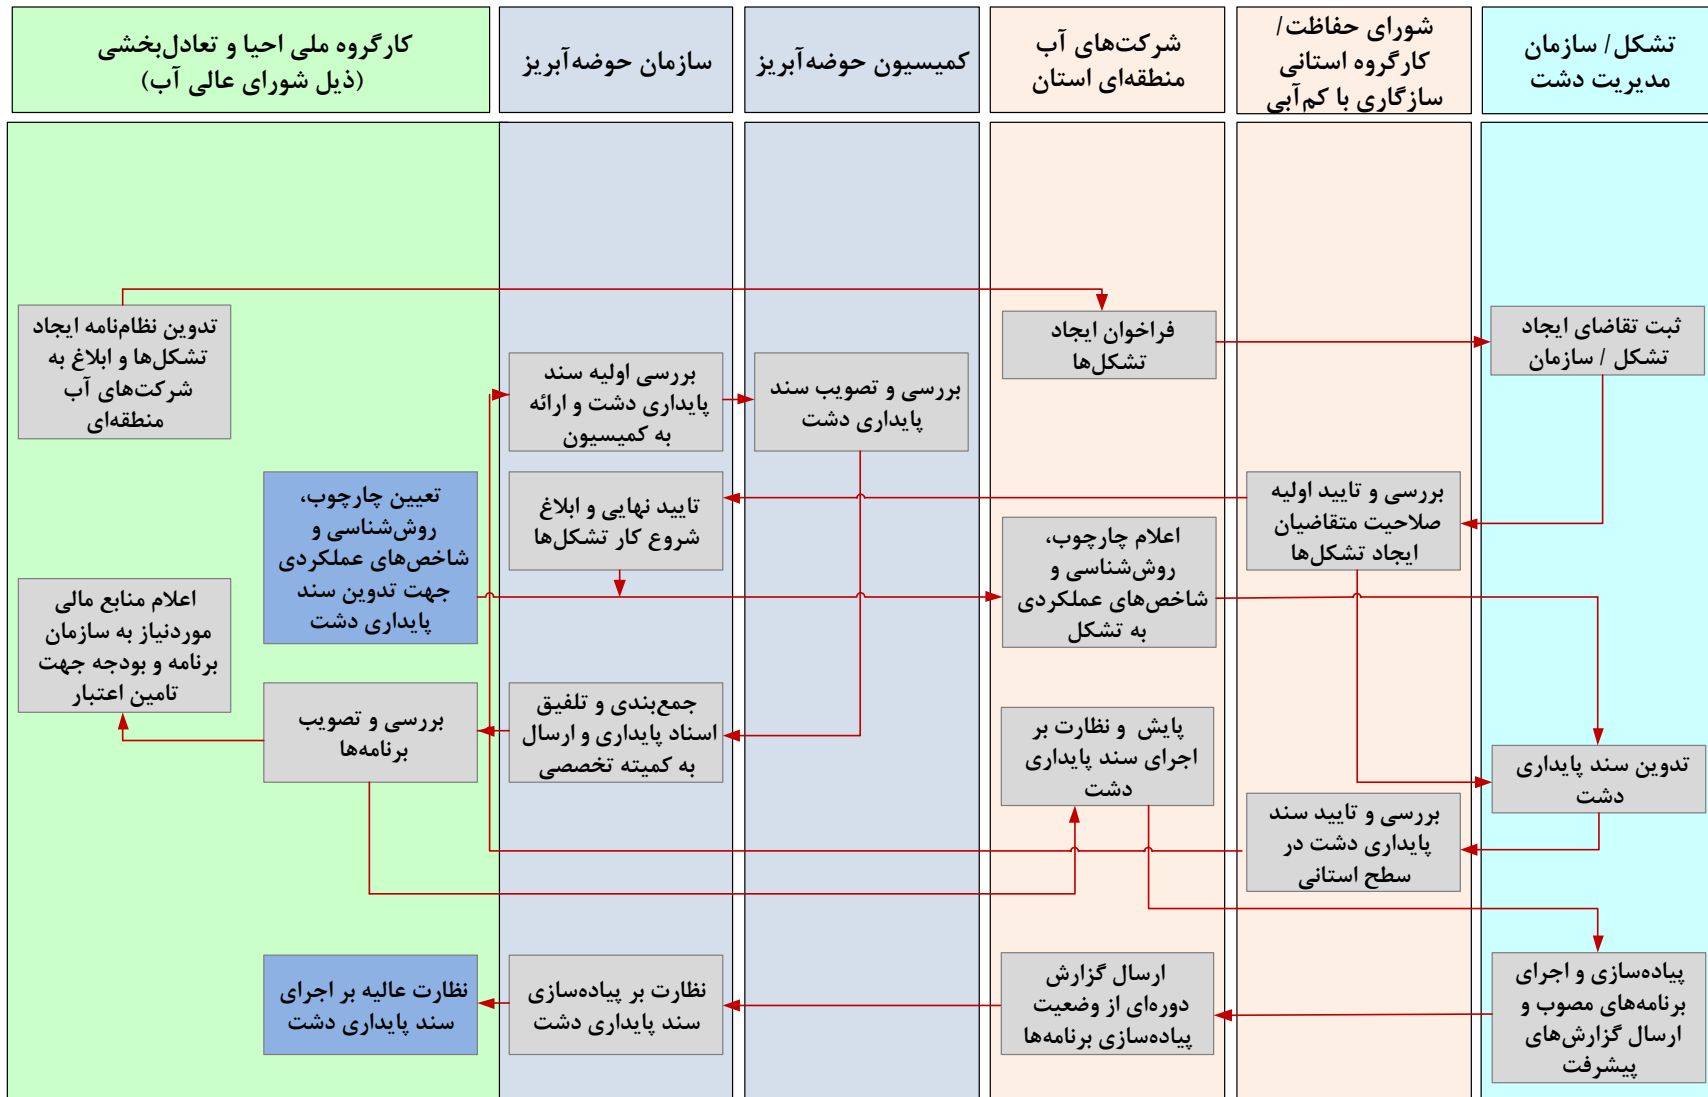 تشکل/ سازمان
مدیریت دشت
شورای حفاظت/
کارگروه استانی
سازگاری با کم‌آبی
شرکت‌های آب
منطقه‌ای استان
کمیسیون حوضه‌آبریز
سازمان حوضه‌آبریز
کارگروه ملی احیا و تعادل‌بخشی
(ذیل شورای عالی آب)
ثبت تقاضای ایجاد
تشکل / سازمان
فراخوان ایجاد
تشکل‌ها
تدوین نظام‌نامه ایجاد
تشکل‌ها و ابلاغ به
شرکت‌های آب
منطقه‌ای
بررسی و تصویب سند
پایداری دشت
بررسی اولیه سند
پایداری دشت و ارائه
به کمیسیون
بررسی و تایید اولیه
صلاحیت متقاضیان
ایجاد تشکل‌ها
تایید نهایی و ابلاغ
شروع کار تشکل‌ها
تعیین چارچوب،
روش‌شناسی و
شاخص‌های عملکردی
جهت تدوین سند
پایداری دشت
اعلام چارچوب،
روش‌شناسی و
شاخص‌های عملکردی
به تشکل
اعلام منابع مالی
موردنیاز به سازمان
برنامه و بودجه جهت
تامین اعتبار
تدوین سند پایداری
دشت
پایش و نظارت بر
اجرای سند پایداری
دشت
جمع‌بندی و تلفیق
اسناد پایداری و ارسال
به کمیته تخصصی
بررسی و تصویب
برنامه‌ها
بررسی و تایید سند
پایداری دشت در
سطح استانی
پیاده‌سازی و اجرای
برنامه‌های مصوب و
ارسال گزارش‌های
پیشرفت
ارسال گزارش
دوره‌ای از وضعیت
پیاده‌سازی برنامه‌ها
نظارت بر پیاده‌سازی
سند پایداری دشت
نظارت عالیه بر اجرای
سند پایداری دشت